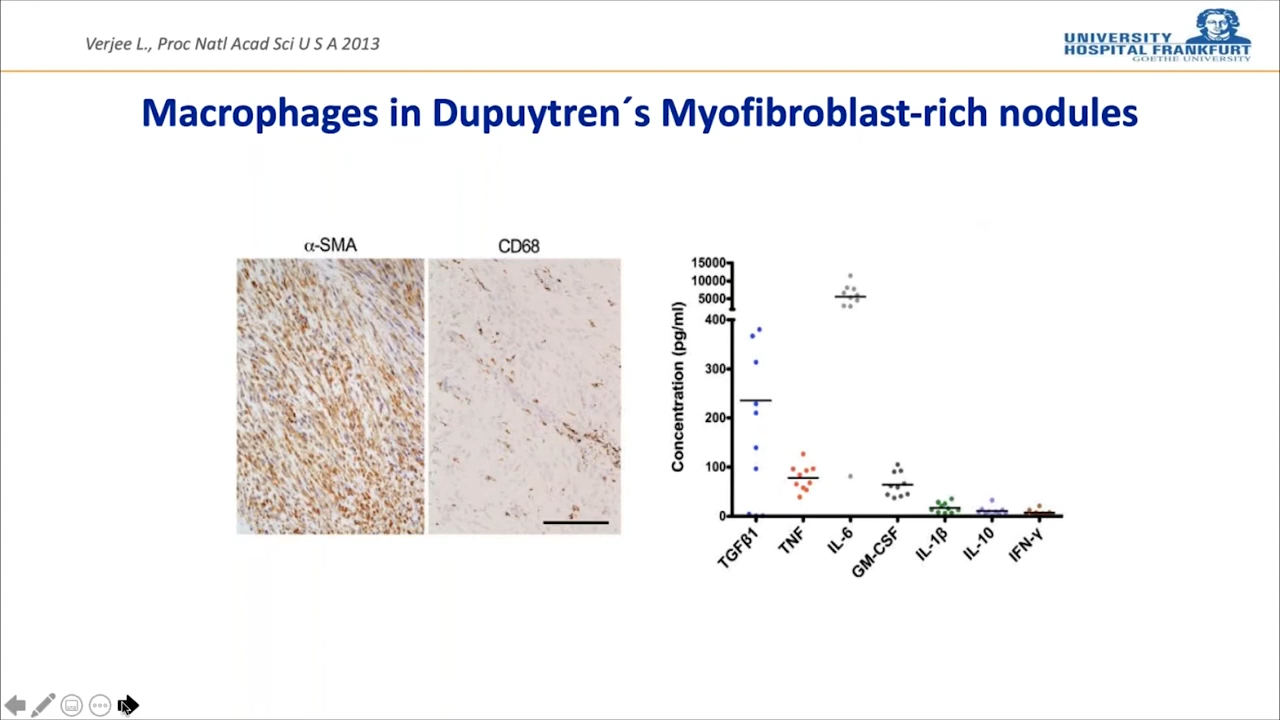 Verjee L., Proc Natl Acad Sci U S A 2013
UNIVERSITY
HOSPITAL FRANKFURT
GOETHE UNIVERSITY
Macrophages in Dupuytren´s Myofibroblast-rich nodules
α-SMA
CD68
Concentration (pg/ml)
15000
10000
5000
400
300
200
100
0
TGFβ1
TNF
IL-6
GM-CSF
IL-1β
IL-10
IFN-γ